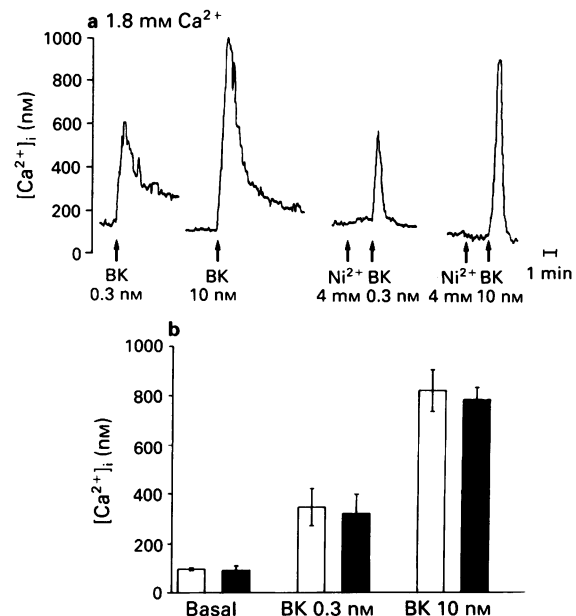 a 1.8 mM Ca²⁺
[Ca²⁺]ᵢ (nM)
1000
800
600
400
200
0
BK
0.3 nM
BK
10 nM
Ni²⁺ BK
4 mM 0.3 nM
Ni²⁺ BK
4 mM 10 nM
1 min
b
[Ca²⁺]ᵢ (nM)
1000
800
600
400
200
0
Basal BK 0.3 nM BK 10 nM